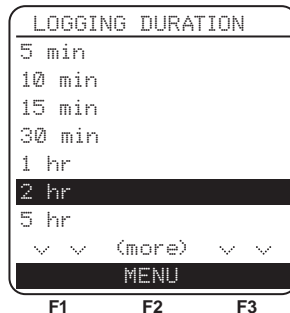 LOGGING DURATION
5 min
10 min
15 min
30 min
1 hr
2 hr
5 hr
(more)
MENU
F1 F2 F3